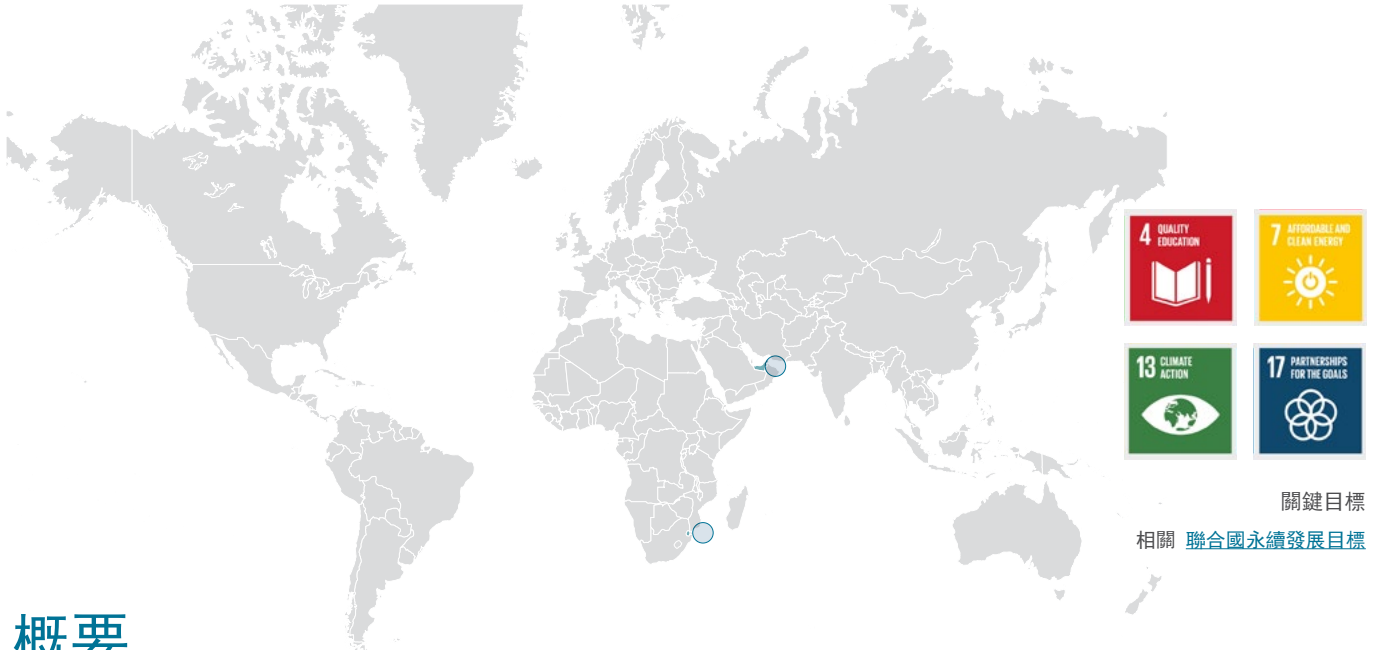 4 QUALITY
EDUCATION
7 AFFORDABLE AND
CLEAN ENERGY
13 CLIMATE
ACTION
17 PARTNERSHIPS
FOR THE GOALS
關鍵目標
相關 聯合國永續發展目標
概要